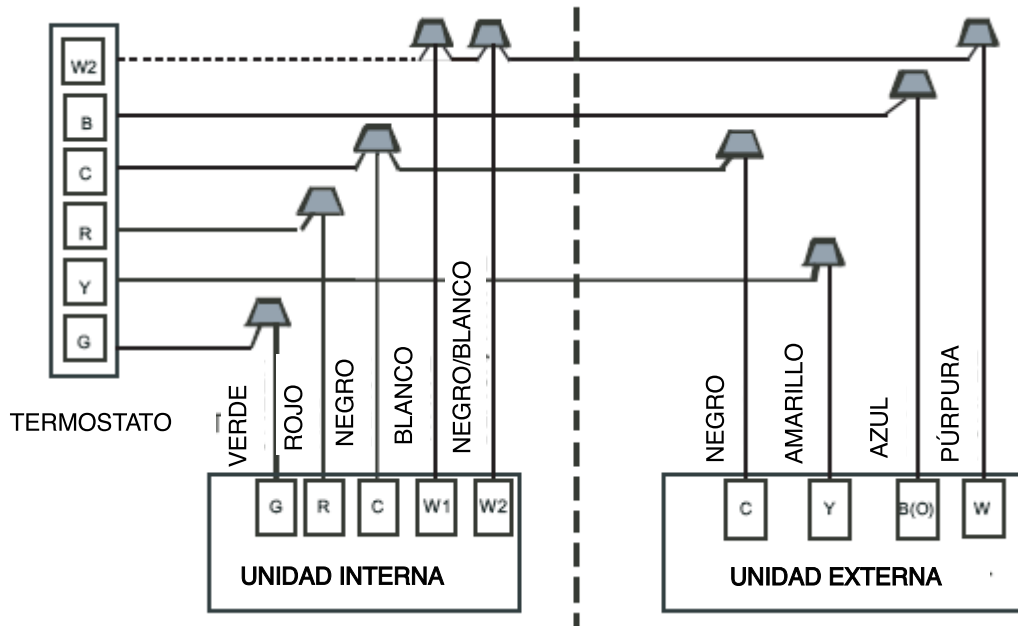 W2
B
C
R
Y
G
TERMOSTATO
VERDE
ROJO
NEGRO
BLANCO
NEGRO/BLANCO
NEGRO
AMARILLO
AZUL
PÚRPURA
G R C W1 W2
C Y B(O) W
UNIDAD INTERNA
UNIDAD EXTERNA